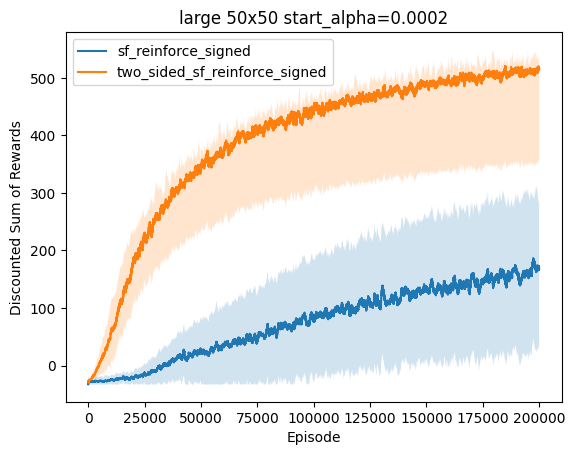 large 50x50 start_alpha=0.0002
sf_reinforce_signed
two_sided_sf_reinforce_signed
Discounted Sum of Rewards
500
400
300
200
100
0
0 25000 50000 75000 100000 125000 150000 175000 200000
Episode